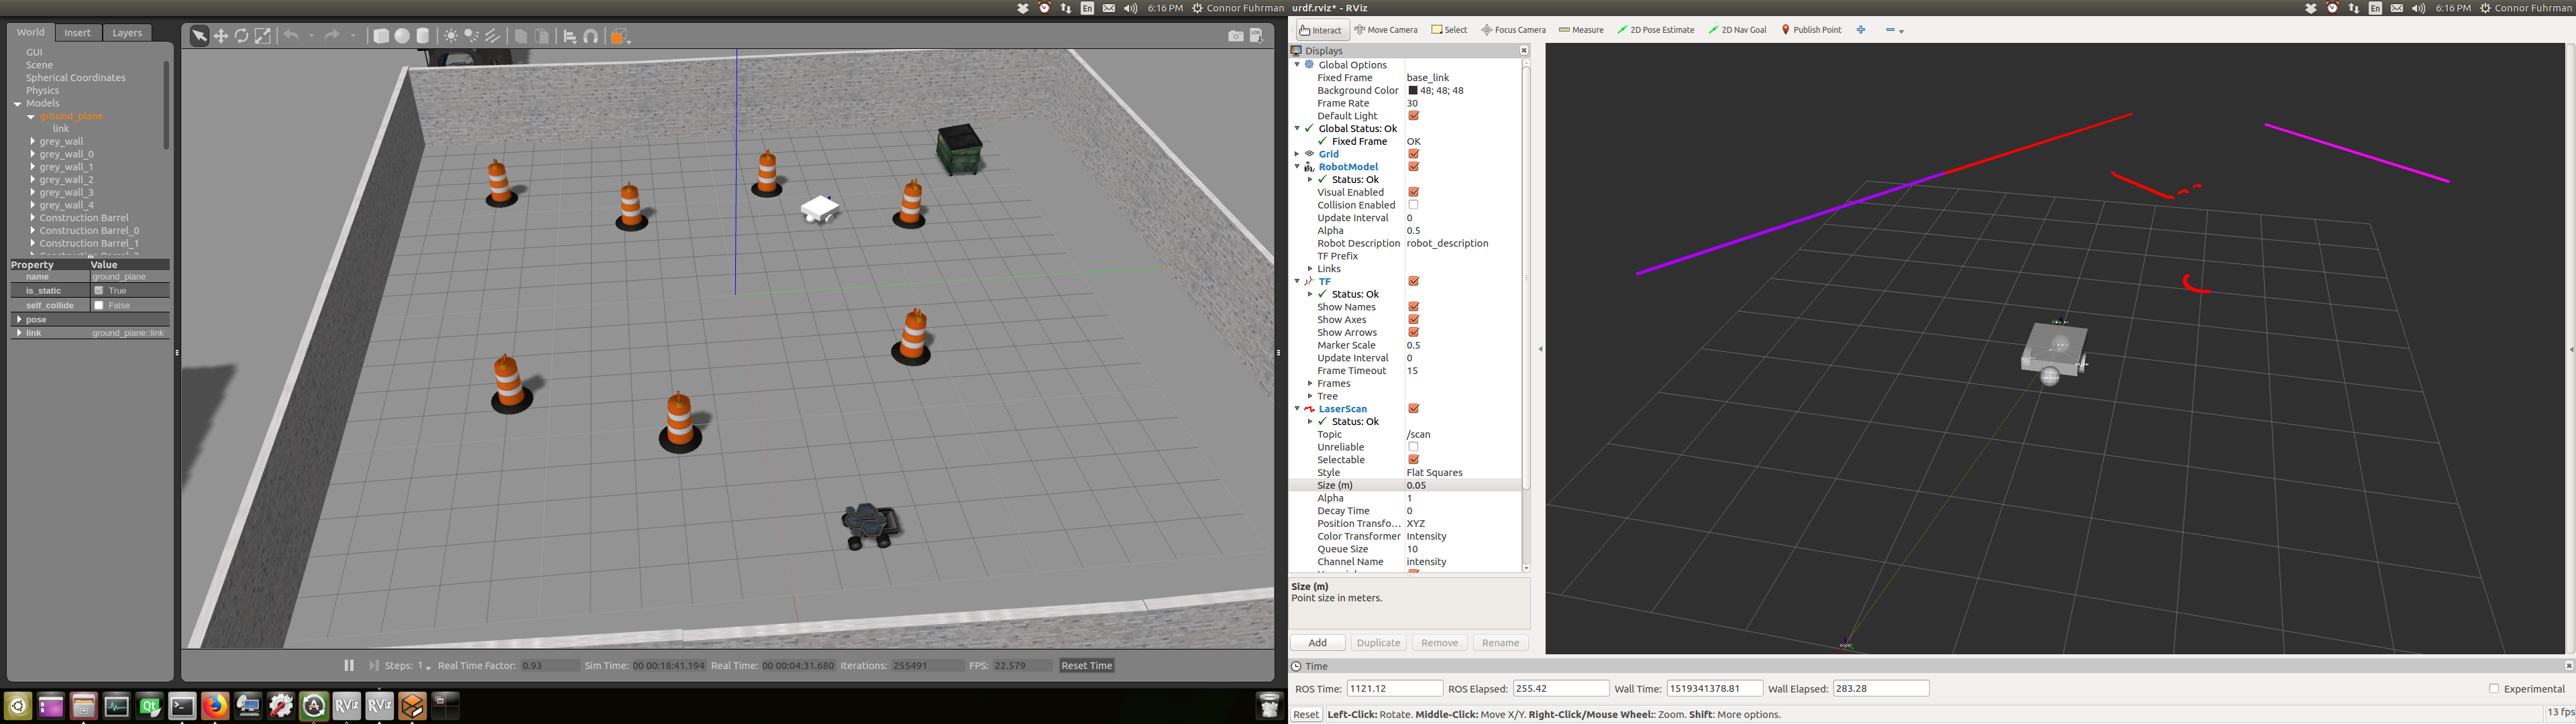 6:16 PM Connor Fuhrman
En
World Insert Layers
GUI
Scene
Spherical Coordinates
Physics
Models
ground_plane
link
grey_wall
grey_wall_0
grey_wall_1
grey_wall_2
grey_wall_3
grey_wall_4
Construction Barrel
Construction Barrel_0
Construction Barrel_1
Property Value
name ground_plane
is_static True
self_collide False
pose
link ground_plane::link
LOG
Steps: 1 Real Time Factor: 0.93 Sim Time: 00 00:18:41.194 Real Time: 00 00:04:31.680 Iterations: 255491 FPS: 22.579 Reset Time
Qt
RViz
RViz
urdf.rviz* - RViz
En
6:16 PM Connor Fuhrman
Interact Move Camera Select Focus Camera Measure 2D Pose Estimate 2D Nav Goal Publish Point
Displays
Global Options
Fixed Frame base_link
Background Color 48; 48; 48
Frame Rate 30
Default Light
Global Status: Ok
Fixed Frame OK
Grid
RobotModel
Status: Ok
Visual Enabled
Collision Enabled
Update Interval 0
Alpha 0.5
Robot Description robot_description
TF Prefix
Links
TF
Status: Ok
Show Names
Show Axes
Show Arrows
Marker Scale 0.5
Update Interval 0
Frame Timeout 15
Frames
Tree
LaserScan
Status: Ok
Topic /scan
Unreliable
Selectable
Style Flat Squares
Size (m) 0.05
Alpha 1
Decay Time 0
Position Transfo... XYZ
Color Transformer Intensity
Queue Size 10
Channel Name intensity
Size (m)
Point size in meters.
Add Duplicate Remove Rename
Time
ROS Time: 1121.12 ROS Elapsed: 255.42 Wall Time: 1519341378.81 Wall Elapsed: 283.28 Experimental
Reset Left-Click: Rotate. Middle-Click: Move X/Y. Right-Click/Mouse Wheel:: Zoom. Shift: More options. 13 fps